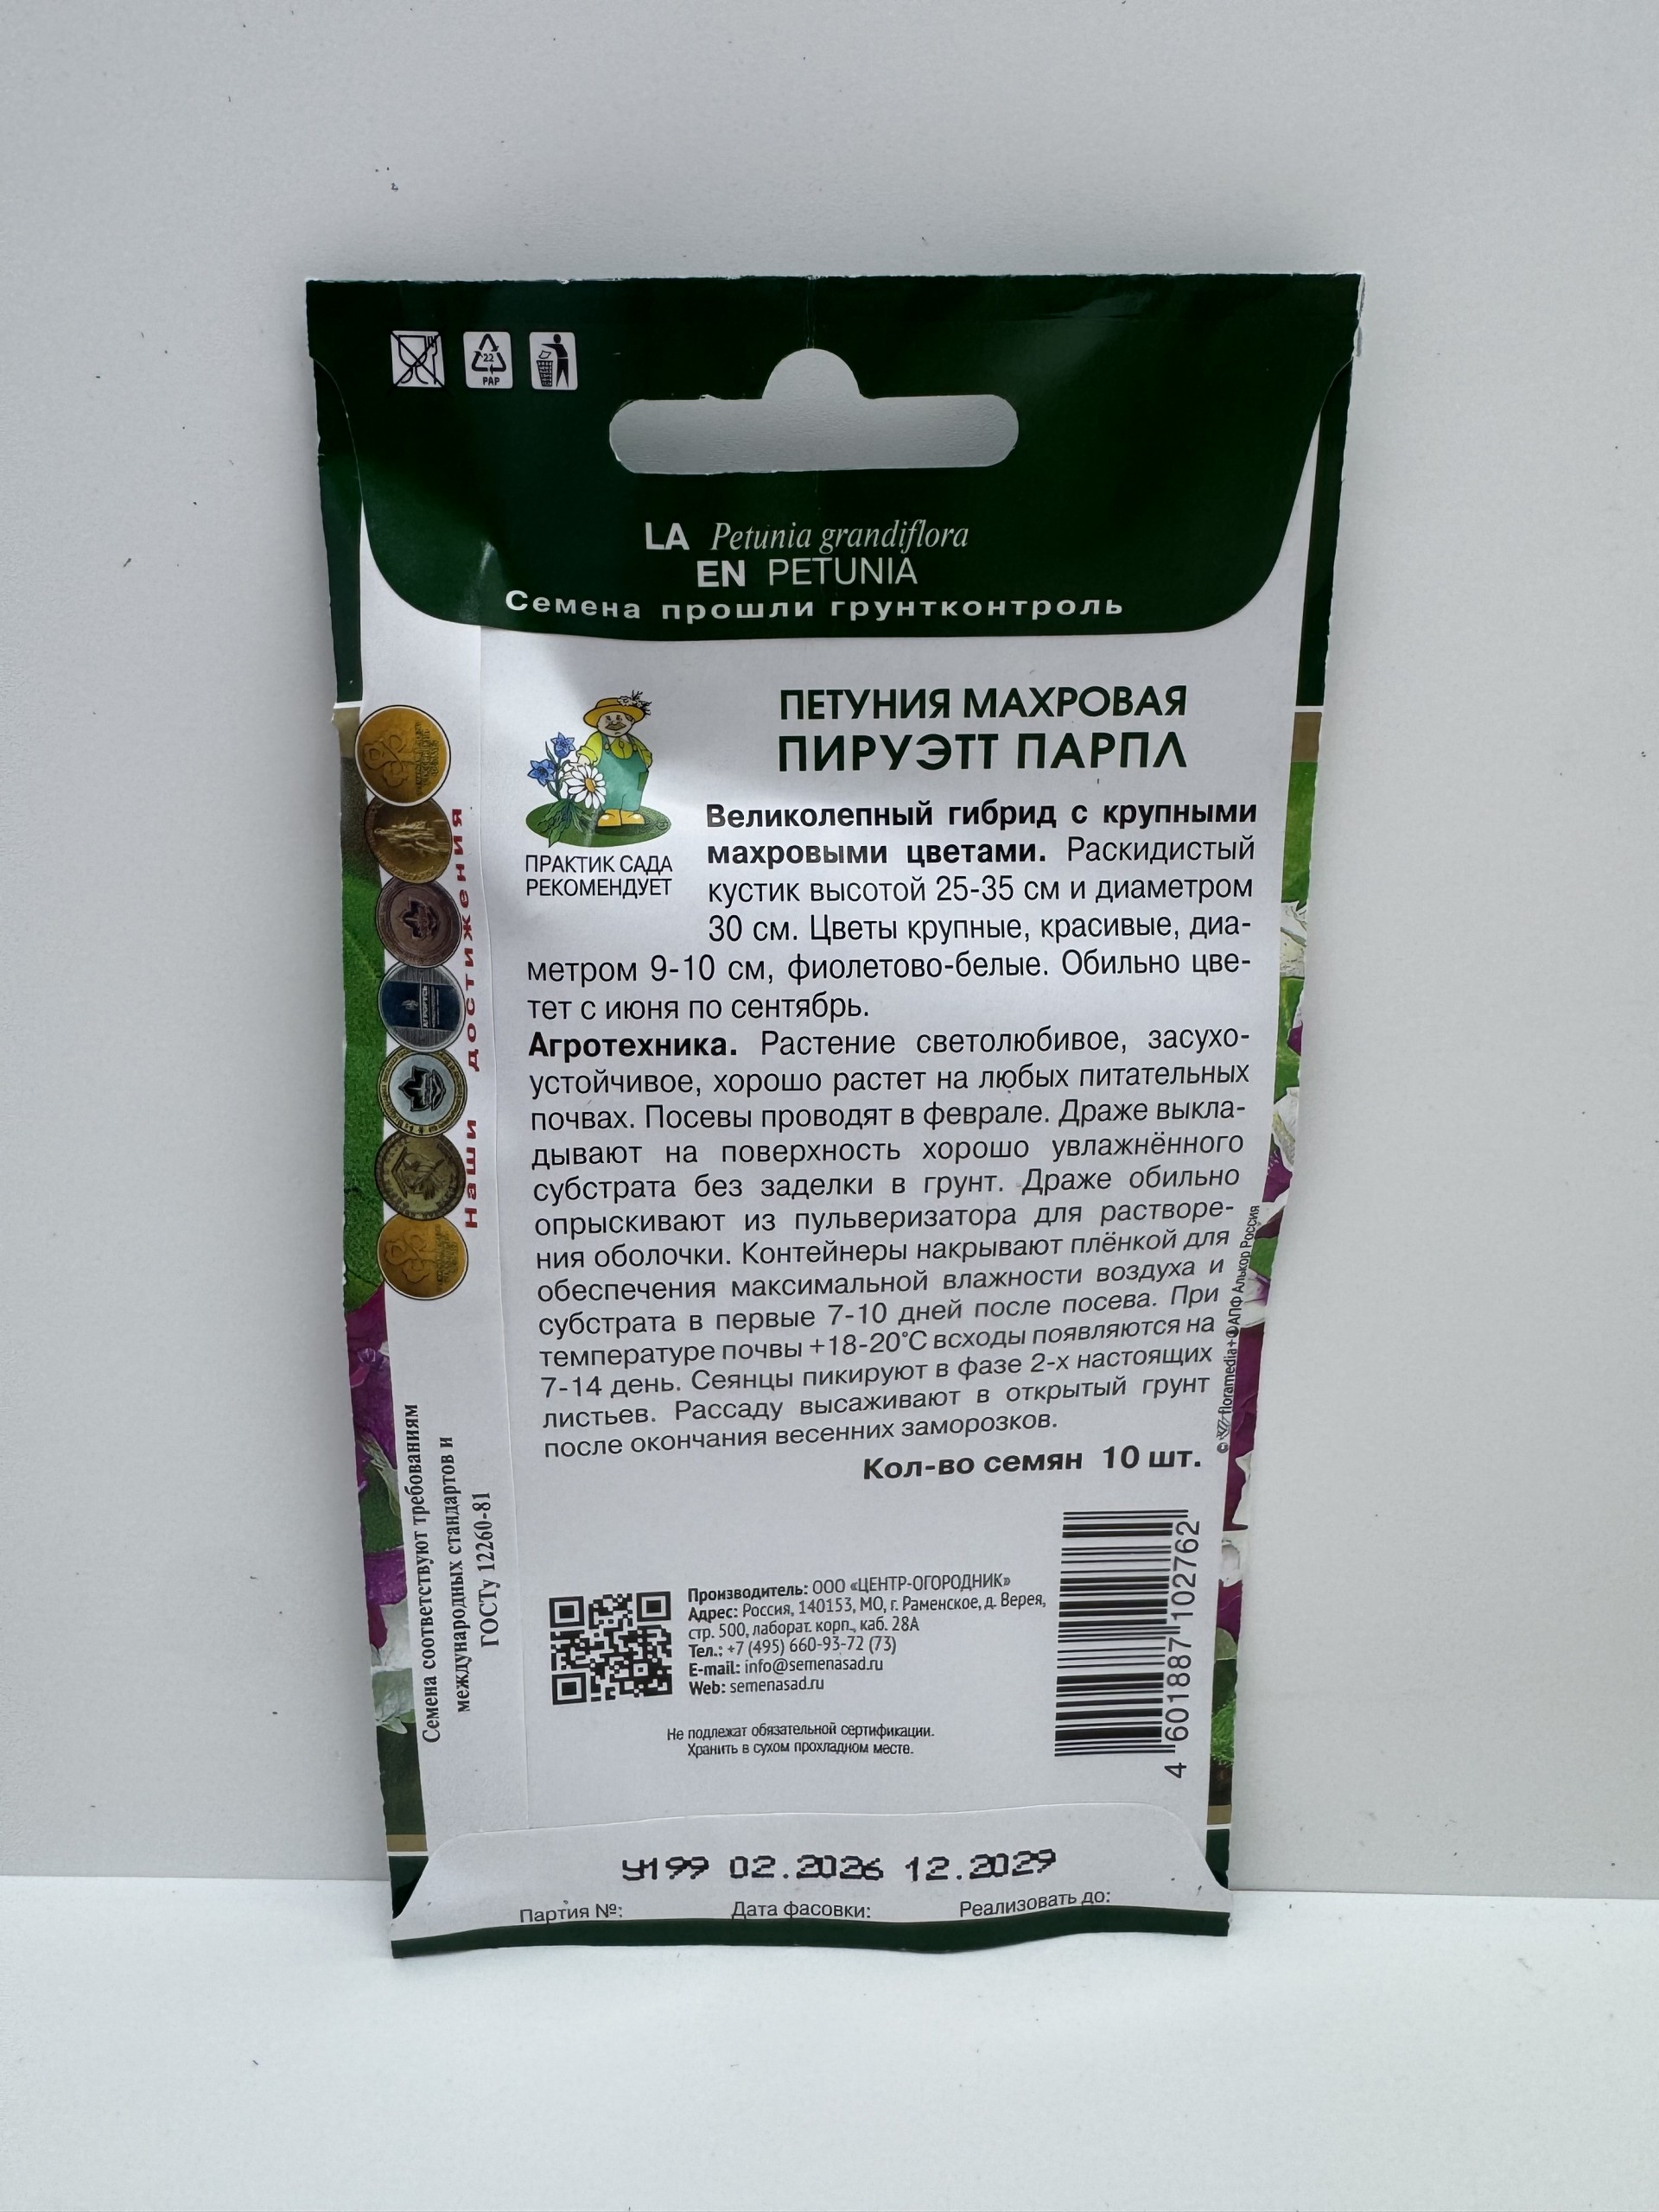 22
PAP
LA Petunia grandiflora
EN PETUNIA
Семена прошли грунтконтроль
ПЕТУНИЯ МАХРОВАЯ
ПИРУЭТТ ПАРПЛ
ПРАКТИК САДА
РЕКОМЕНДУЕТ
Великолепный гибрид с крупными
махровыми цветами. Раскидистый
кустик высотой 25-35 см и диаметром
30 см. Цветы крупные, красивые, диа-
метром 9-10 см, фиолетово-белые. Обильно цве-
тет с июня по сентябрь.
Агротехника. Растение светолюбивое, засухо-
устойчивое, хорошо растет на любых питательных
почвах. Посевы проводят в феврале. Драже выкла-
дывают на поверхность хорошо увлажнённого
субстрата без заделки в грунт. Драже обильно
опрыскивают из пульверизатора для растворе-
ния оболочки. Контейнеры накрывают плёнкой для
обеспечения максимальной влажности воздуха и
субстрата в первые 7-10 дней после посева. При
температуре почвы +18-20°С всходы появляются на
7-14 день. Сеянцы пикируют в фазе 2-х настоящих
листьев. Рассаду высаживают в открытый грунт
после окончания весенних заморозков.
Кол-во семян 10 шт.
Наши достижения
Семена соответствуют требованиям
международных стандартов и
ГОСТу 12260-81
© floramedia+©АПФ Алькор Россия
Производитель: ООО «ЦЕНТР-ОГОРОДНИК»
Адрес: Россия, 140153, МО, г. Раменское, д. Верея,
стр. 500, лаборат. корп., каб. 28А
Тел.: +7 (495) 660-93-72 (73)
E-mail: info@semenasad.ru
Web: semenasad.ru
Не подлежат обязательной сертификации.
Хранить в сухом прохладном месте.
4 601887 102762
У199 02.2026 12.2029
Партия №: Дата фасовки: Реализовать до: